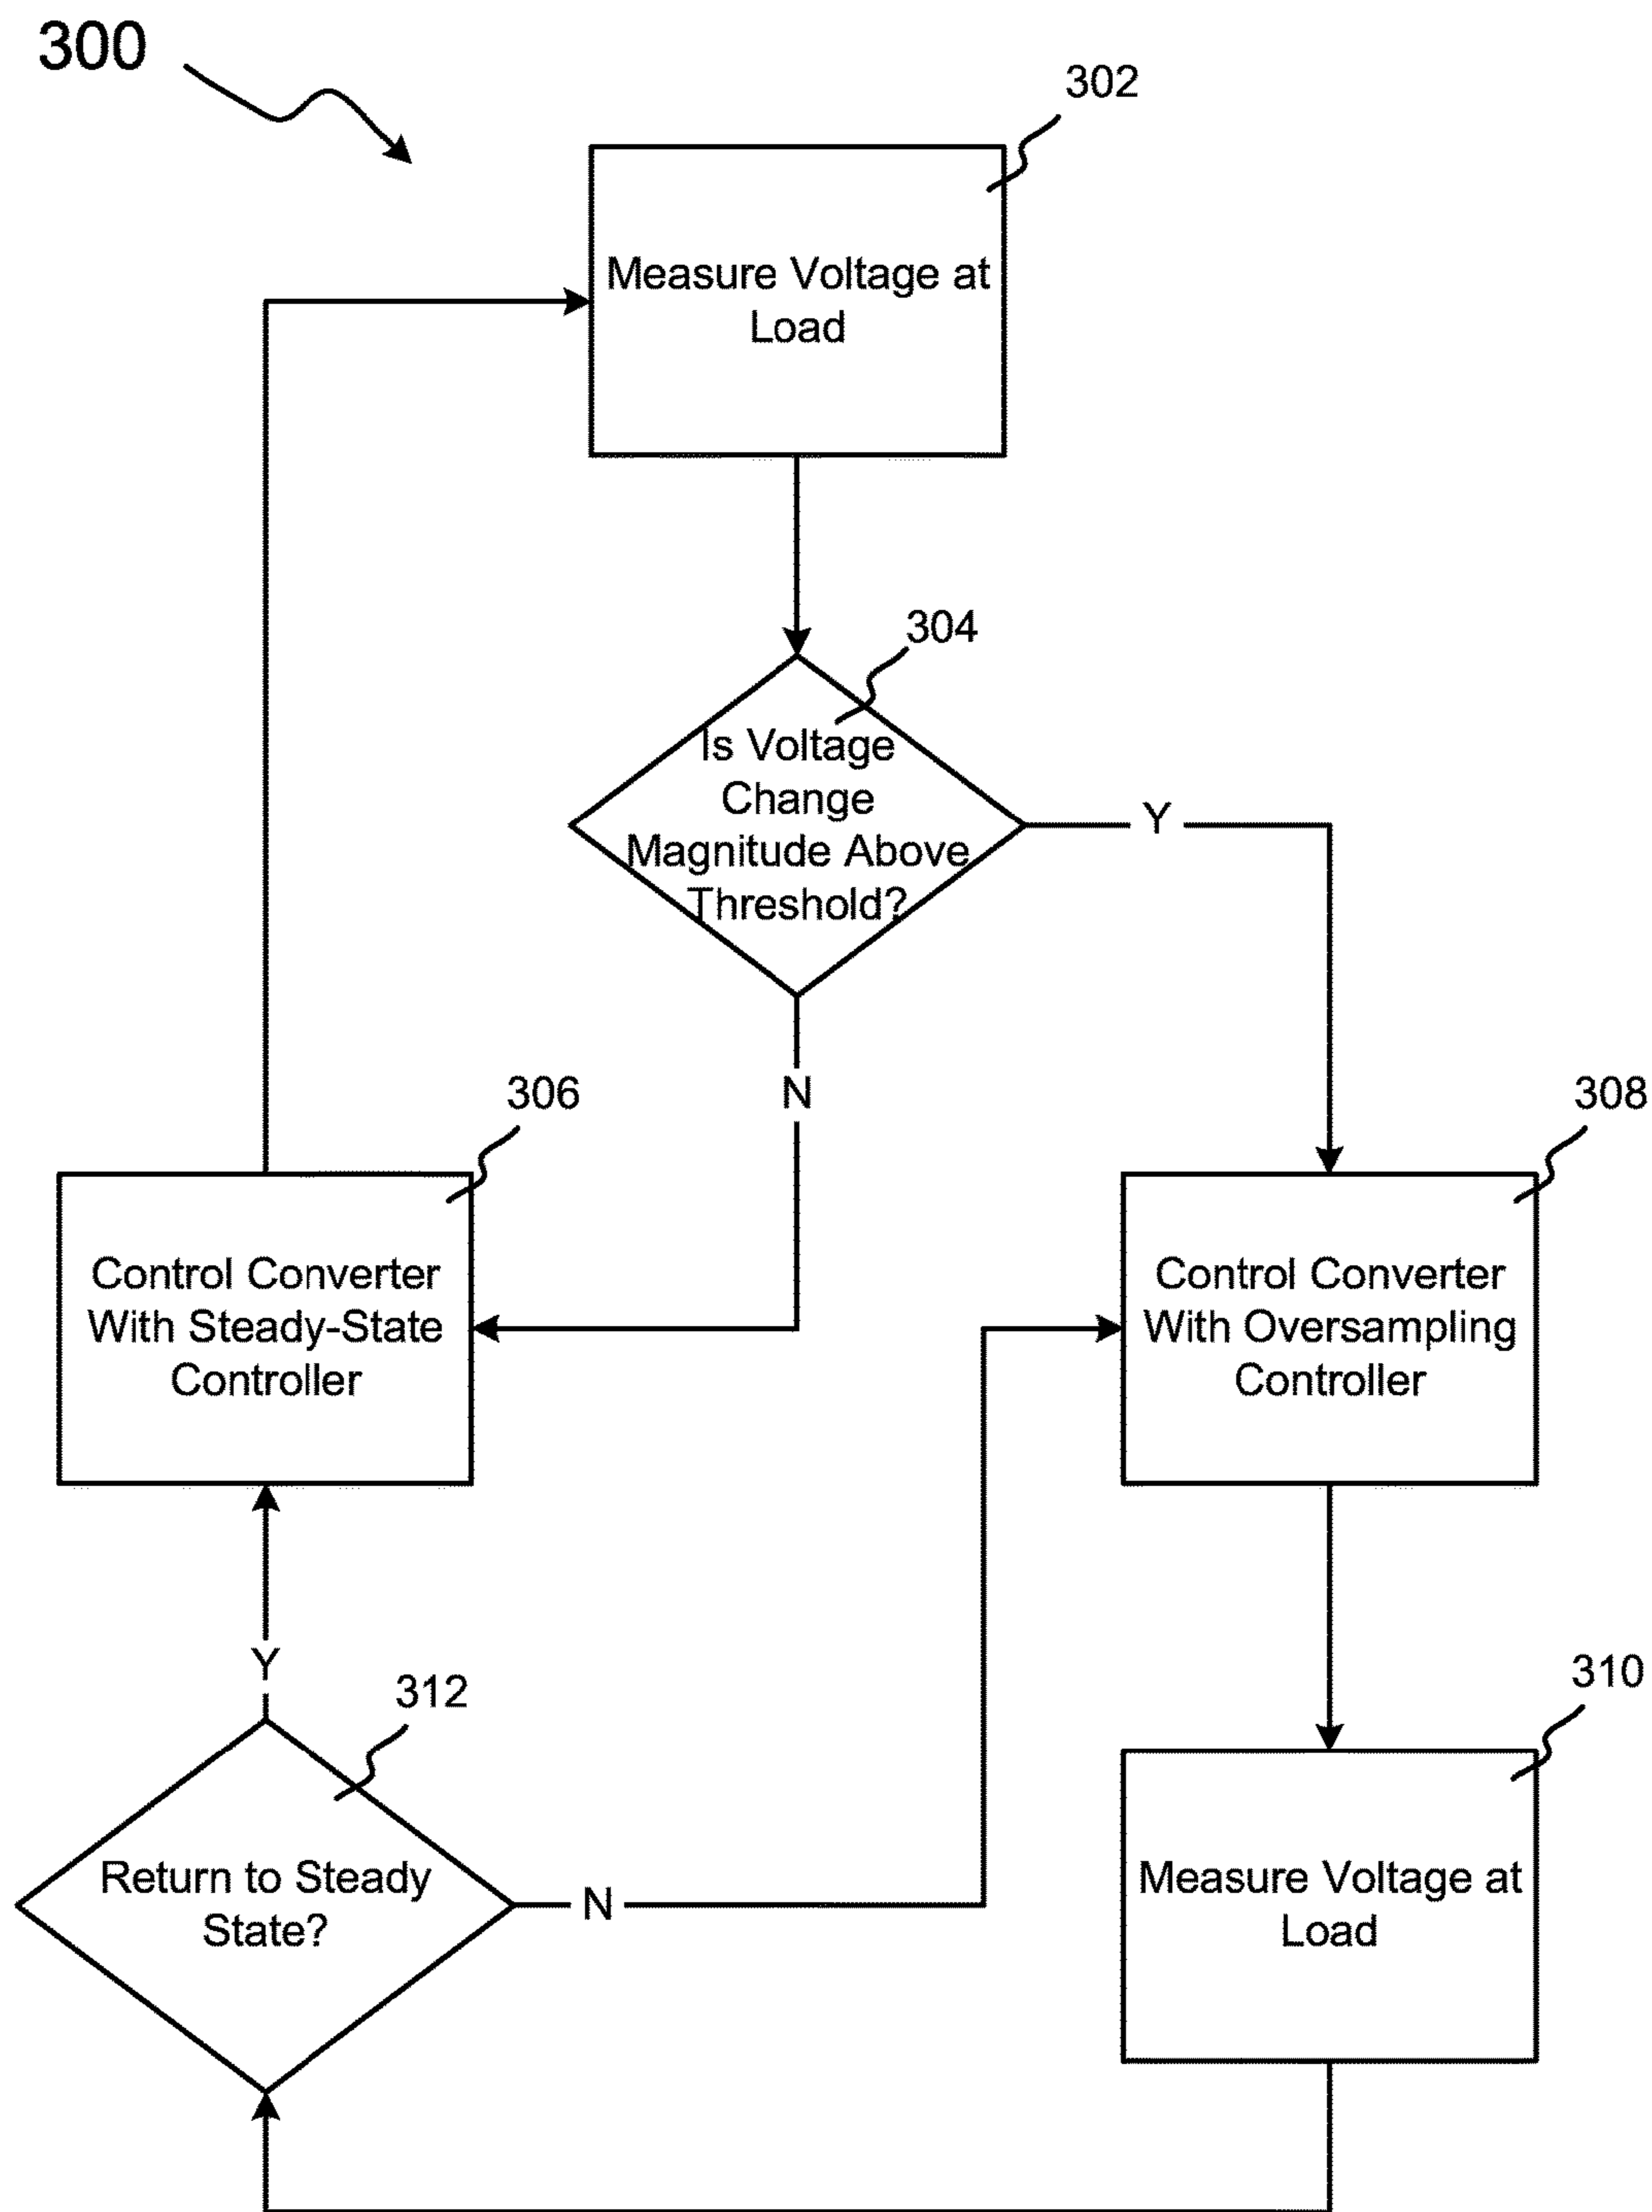 300
302
Measure Voltage at
Load
304
Is Voltage
Change
Magnitude Above
Threshold?
Y
N
306
308
Control Converter
With Steady-State
Controller
Control Converter
With Oversampling
Controller
Y
312
310
Return to Steady
State?
N
Measure Voltage at
Load